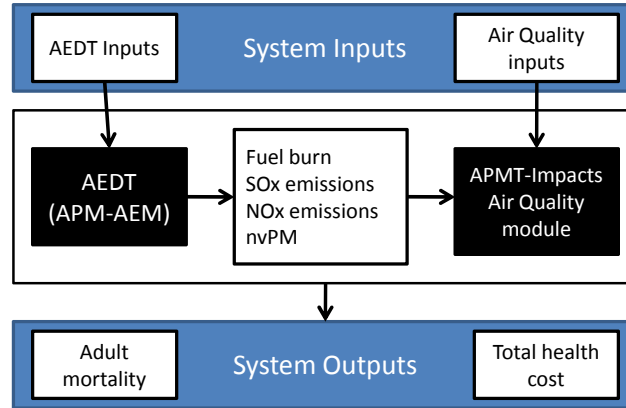 AEDT Inputs
System Inputs
Air Quality
inputs
AEDT
(APM-AEM)
Fuel burn
SOx emissions
NOx emissions
nvPM
APMT-Impacts
Air Quality
module
Adult
mortality
System Outputs
Total health
cost